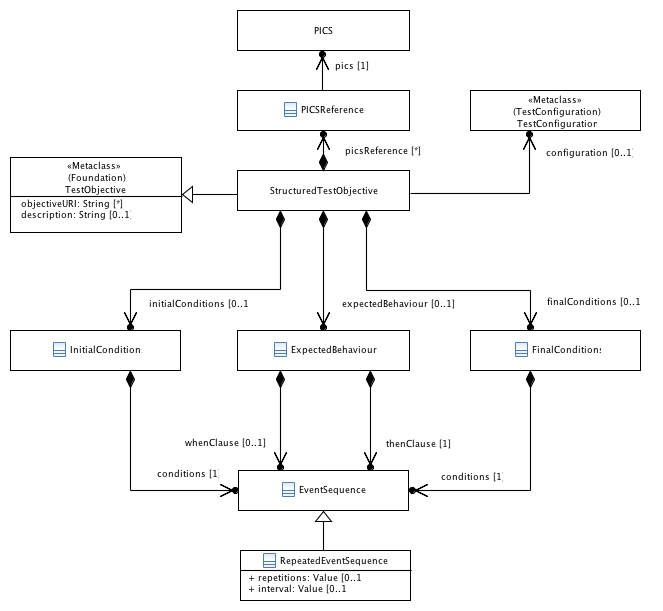 PICS
pics [1]
PICSReference
«Metaclass»
(TestConfiguration)
TestConfiguration
picsReference [*]
configuration [0..1]
«Metaclass»
(Foundation)
TestObjective
objectiveURI: String [*]
description: String [0..1]
StructuredTestObjective
initialConditions [0..1
expectedBehaviour [0..1]
finalConditions [0..1
InitialConditions
ExpectedBehaviour
FinalConditions
whenClause [0..1]
thenClause [1]
conditions [1]
conditions [1]
EventSequence
RepeatedEventSequence
+ repetitions: Value [0..1
+ interval: Value [0..1